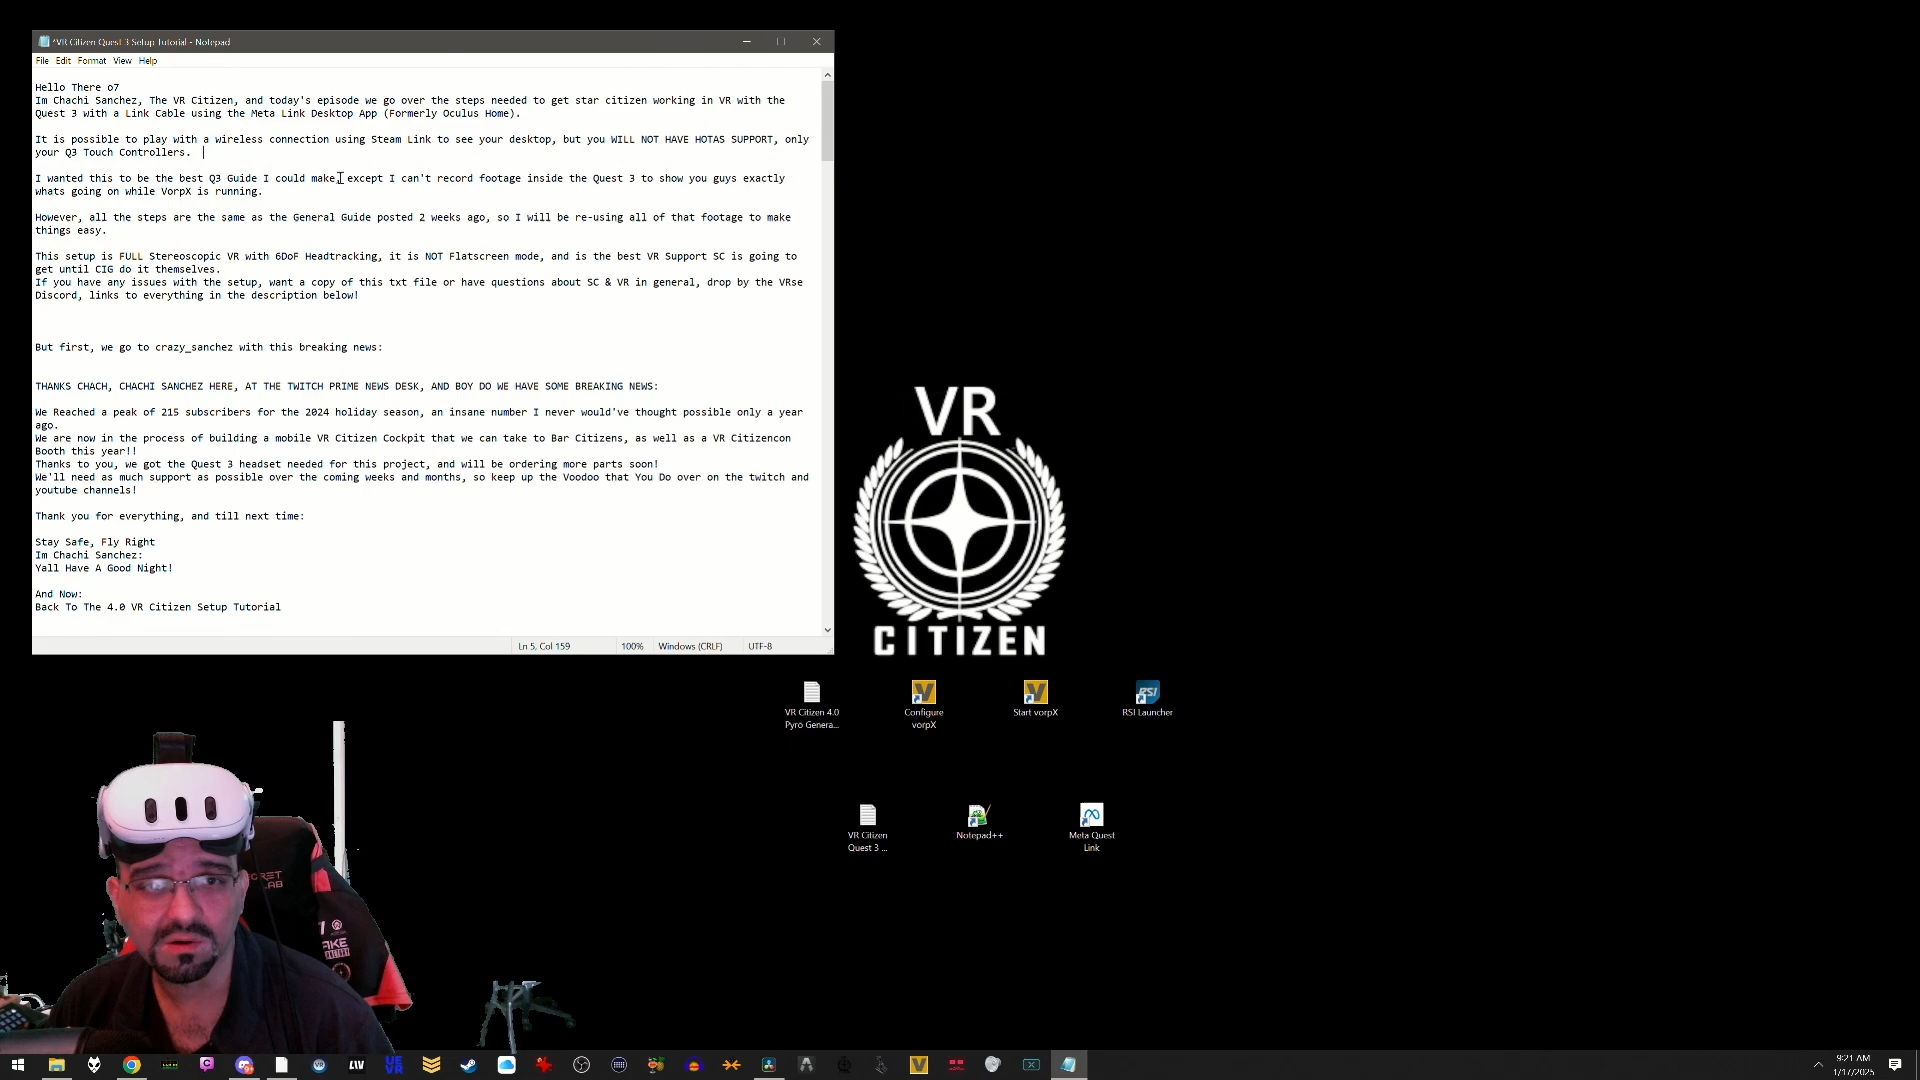 *VR Citizen Quest 3 Setup Tutorial - Notepad
File Edit Format View Help
Hello There o7
Im Chachi Sanchez, The VR Citizen, and today's episode we go over the steps needed to get star citizen working in VR with the
Quest 3 with a Link Cable using the Meta Link Desktop App (Formerly Oculus Home).
It is possible to play with a wireless connection using Steam Link to see your desktop, but you WILL NOT HAVE HOTAS SUPPORT, only
your Q3 Touch Controllers.
I wanted this to be the best Q3 Guide I could make, except I can't record footage inside the Quest 3 to show you guys exactly
whats going on while VorpX is running.
However, all the steps are the same as the General Guide posted 2 weeks ago, so I will be re-using all of that footage to make
things easy.
This setup is FULL Stereoscopic VR with 6DoF Headtracking, it is NOT Flatscreen mode, and is the best VR Support SC is going to
get until CIG do it themselves.
If you have any issues with the setup, want a copy of this txt file or have questions about SC & VR in general, drop by the VRse
Discord, links to everything in the description below!
But first, we go to crazy_sanchez with this breaking news:
THANKS CHACH, CHACHI SANCHEZ HERE, AT THE TWITCH PRIME NEWS DESK, AND BOY DO WE HAVE SOME BREAKING NEWS:
We Reached a peak of 215 subscribers for the 2024 holiday season, an insane number I never would've thought possible only a year
ago.
We are now in the process of building a mobile VR Citizen Cockpit that we can take to Bar Citizens, as well as a VR Citizencon
Booth this year!!
Thanks to you, we got the Quest 3 headset needed for this project, and will be ordering more parts soon!
We'll need as much support as possible over the coming weeks and months, so keep up the Voodoo that You Do over on the twitch and
youtube channels!
Thank you for everything, and till next time:
Stay Safe, Fly Right
Im Chachi Sanchez:
Yall Have A Good Night!
And Now:
Back To The 4.0 VR Citizen Setup Tutorial
Ln 5, Col 159 100% Windows (CRLF) UTF-8
VR
CITIZEN
VR Citizen 4.0
Pyro Genera...
Configure
vorpX
Start vorpX
RSI
RSI Launcher
VR Citizen
Quest 3 ...
Notepad++
Meta Quest
Link
LIV
9:21 AM
1/17/2025